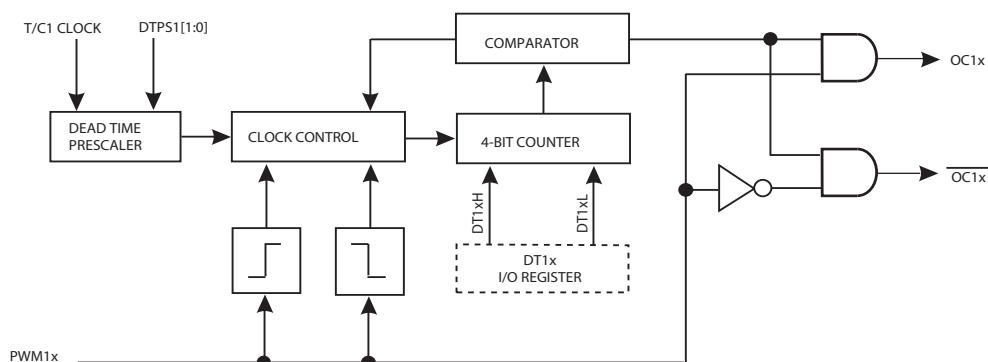 T/C1 CLOCK
DTPS1[1:0]
COMPARATOR
OC1x
DEAD TIME
PRESCALER
CLOCK CONTROL
4-BIT COUNTER
OC1x
DT1xH
DT1xL
DT1x
I/O REGISTER
PWM1x